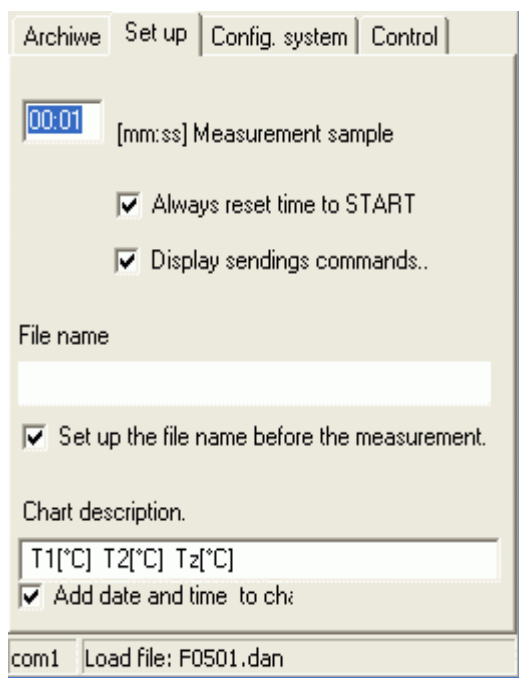 Archiwe Set up Config. system Control
00:01
[mm:ss] Measurement sample
Always reset time to START
Display sendings commands..
File name
Set up the file name before the measurement.
Chart description.
T1[°C] T2[°C] Tz[°C]
Add date and time to
com1 Load file: F0501.dan